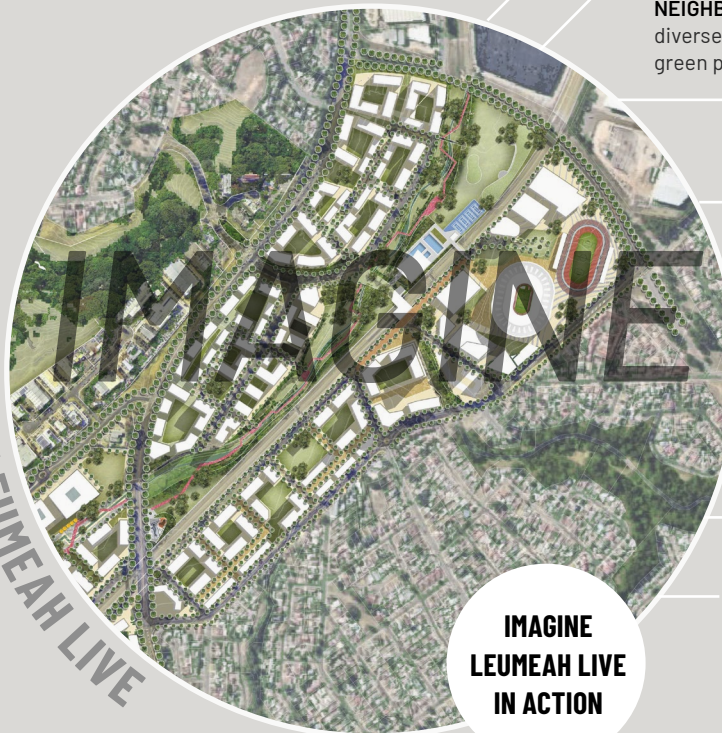 NEIGHB
diverse
green p
IMAGINE
EUMEAH LIVE
IMAGINE
LEUMEAH LIVE
IN ACTION